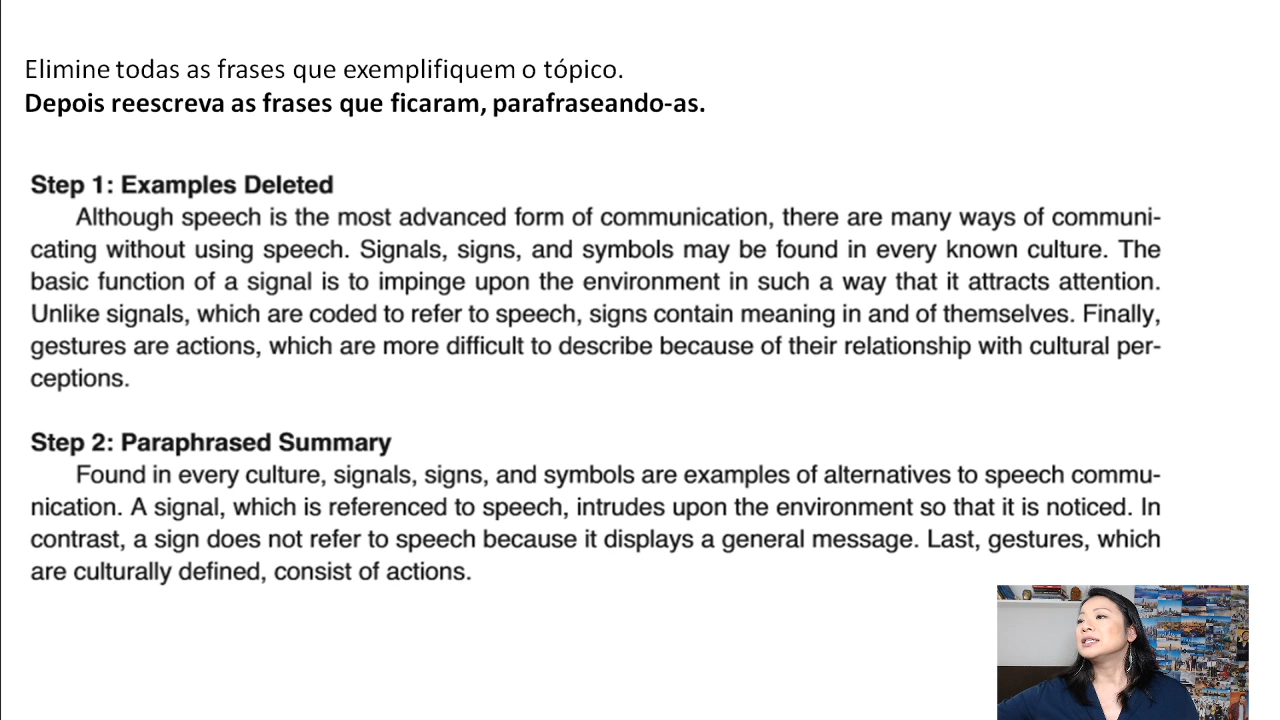 Elimine todas as frases que exemplifiquem o tópico.
Depois reescreva as frases que ficaram, parafraseando-as.
Step 1: Examples Deleted
Although speech is the most advanced form of communication, there are many ways of communi-
cating without using speech. Signals, signs, and symbols may be found in every known culture. The
basic function of a signal is to impinge upon the environment in such a way that it attracts attention.
Unlike signals, which are coded to refer to speech, signs contain meaning in and of themselves. Finally,
gestures are actions, which are more difficult to describe because of their relationship with cultural per-
ceptions.
Step 2: Paraphrased Summary
Found in every culture, signals, signs, and symbols are examples of alternatives to speech commu-
nication. A signal, which is referenced to speech, intrudes upon the environment so that it is noticed. In
contrast, a sign does not refer to speech because it displays a general message. Last, gestures, which
are culturally defined, consist of actions.